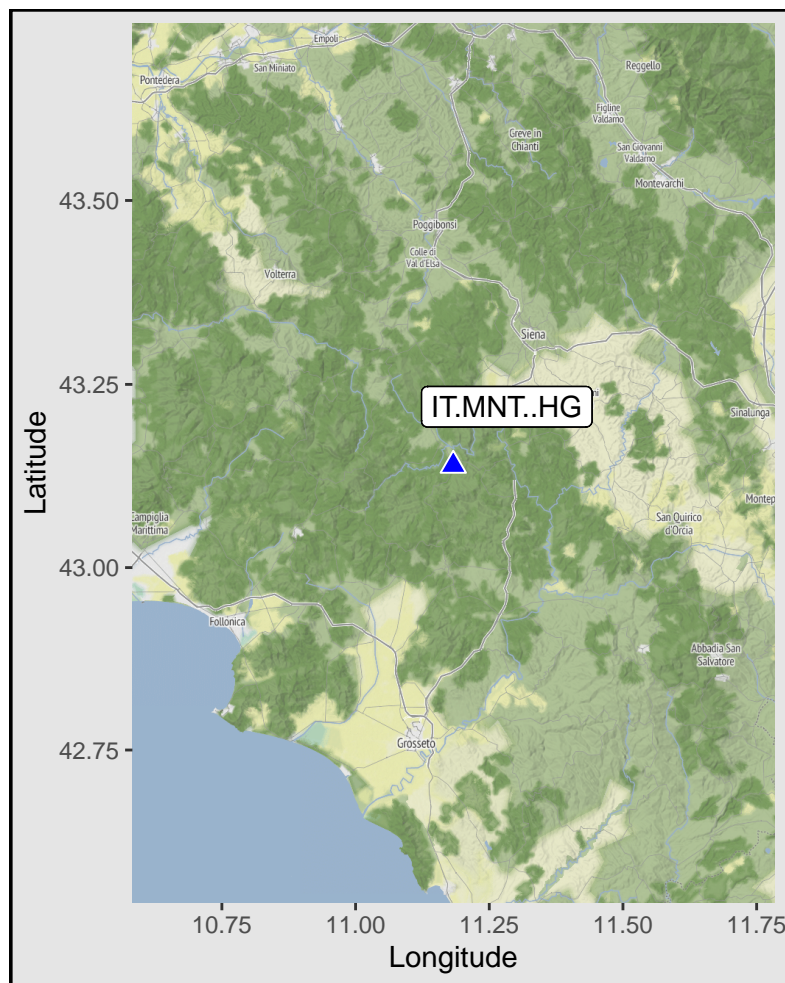 Empoli
San Miniato
Pontedera
Reggello
Figline
Valdarno
Greve in
Chianti
San Giovanni
Valdarno
Montevarchi
43.50
Poggibonsi
Colle di
Val d'Elsa
Volterra
Siena
43.25
IT.MNT..HG
Sinalunga
Latitude
San Quirico
d'Orcia
Campiglia
Marittima
43.00
Follonica
Abbadia San
Salvatore
42.75
Grosseto
10.75 11.00 11.25 11.50 11.75
Longitude